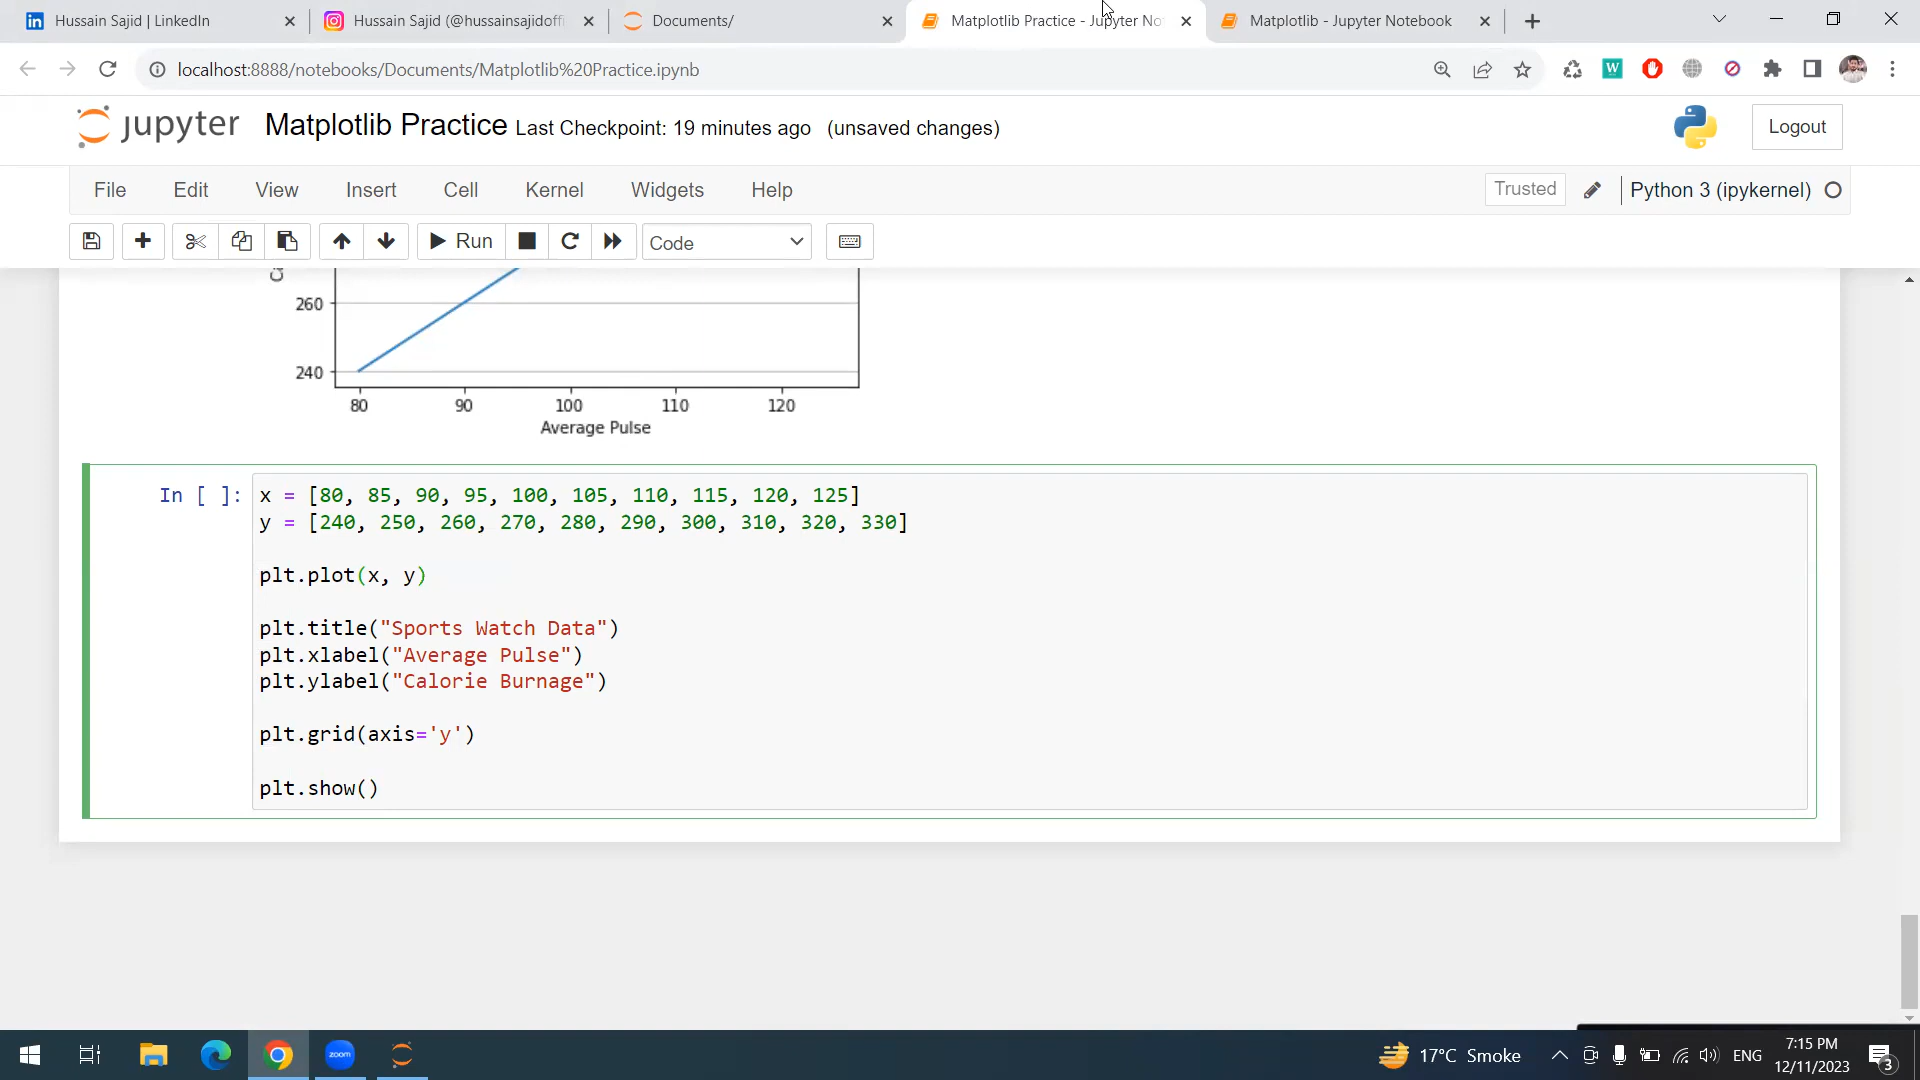 Hussain Sajid | LinkedIn
Hussain Sajid (@hussainsajidoffi
Documents/
Matplotlib Practice - Jupyter No
Matplotlib - Jupyter Notebook
localhost:8888/notebooks/Documents/Matplotlib%20Practice.ipynb
jupyter
Matplotlib Practice Last Checkpoint: 19 minutes ago (unsaved changes)
Logout
File Edit View Insert Cell Kernel Widgets Help
Trusted
Python 3 (ipykernel)
Run
Code
260
240
80 90 100 110 120
Average Pulse
In [ ]:
x = [80, 85, 90, 95, 100, 105, 110, 115, 120, 125]
y = [240, 250, 260, 270, 280, 290, 300, 310, 320, 330]
plt.plot(x, y)
plt.title("Sports Watch Data")
plt.xlabel("Average Pulse")
plt.ylabel("Calorie Burnage")
plt.grid(axis='y')
plt.show()
zoom
17°C Smoke
ENG
7:15 PM
12/11/2023
3